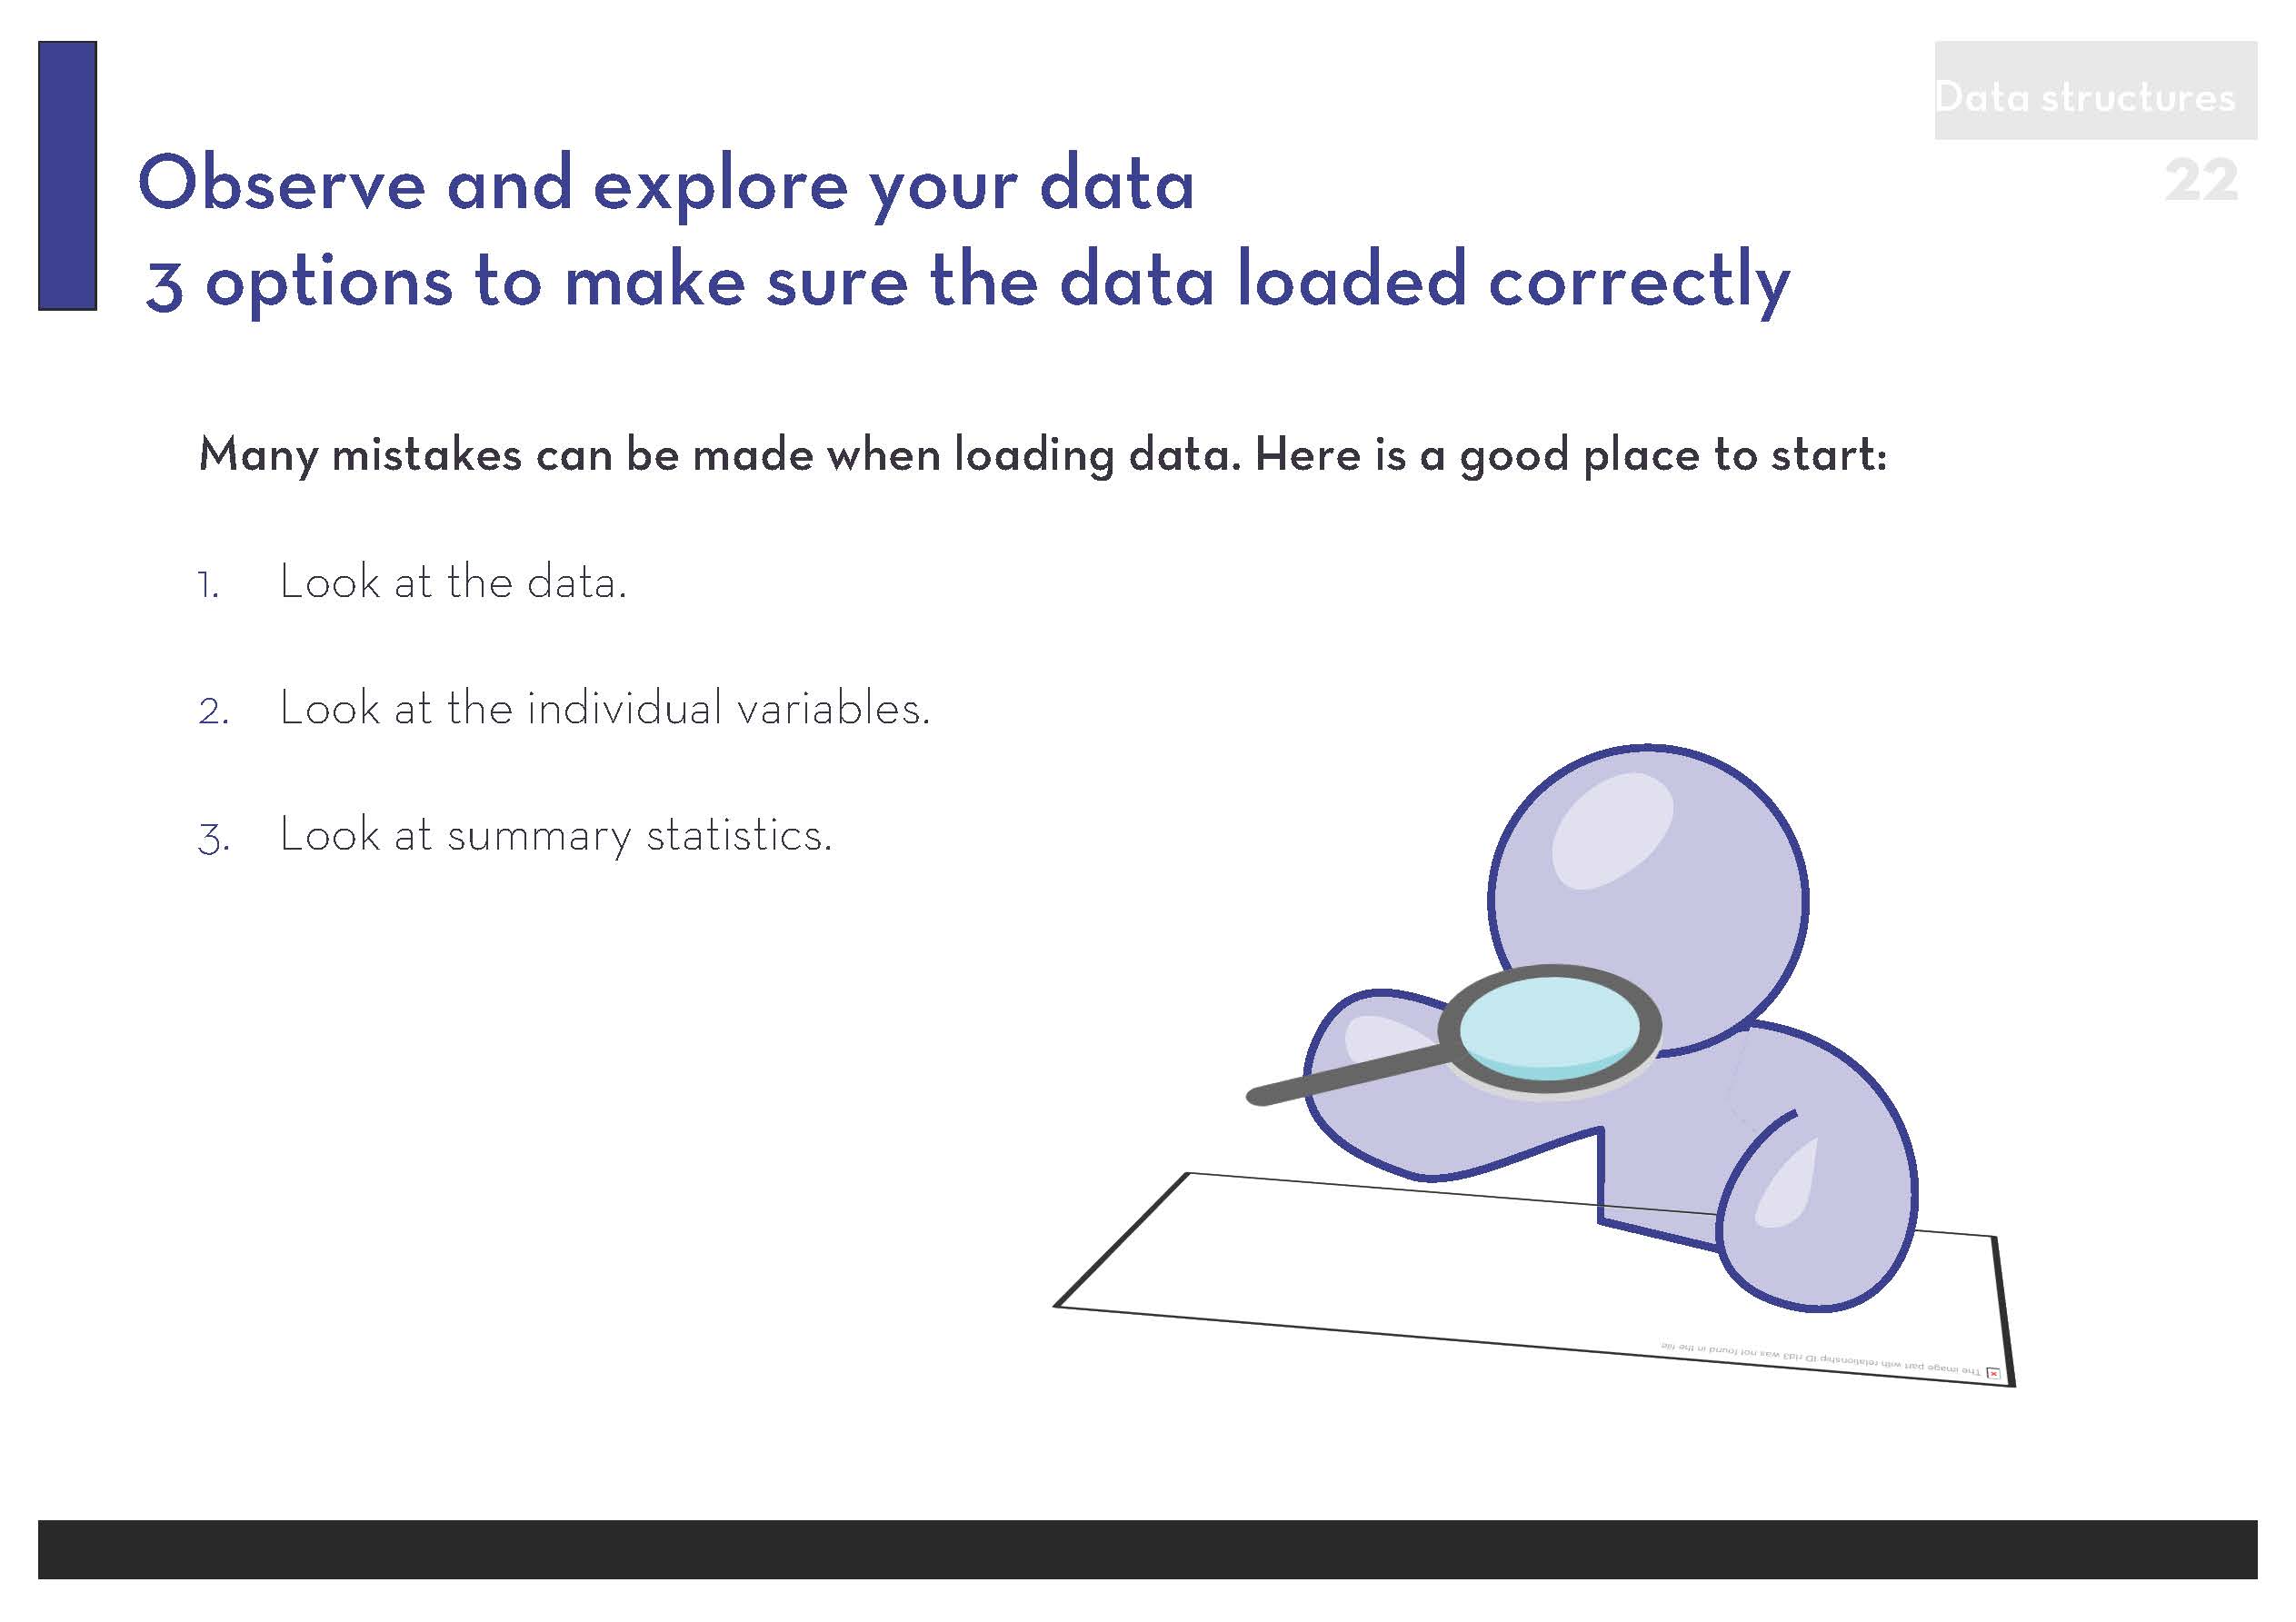 Data structures
22
Observe and explore your data
3 options to make sure the data loaded correctly
Many mistakes can be made when loading data. Here is a good place to start:
1. Look at the data.
2. Look at the individual variables.
3. Look at summary statistics.
The image part with relationship ID rId3 was not found in the file